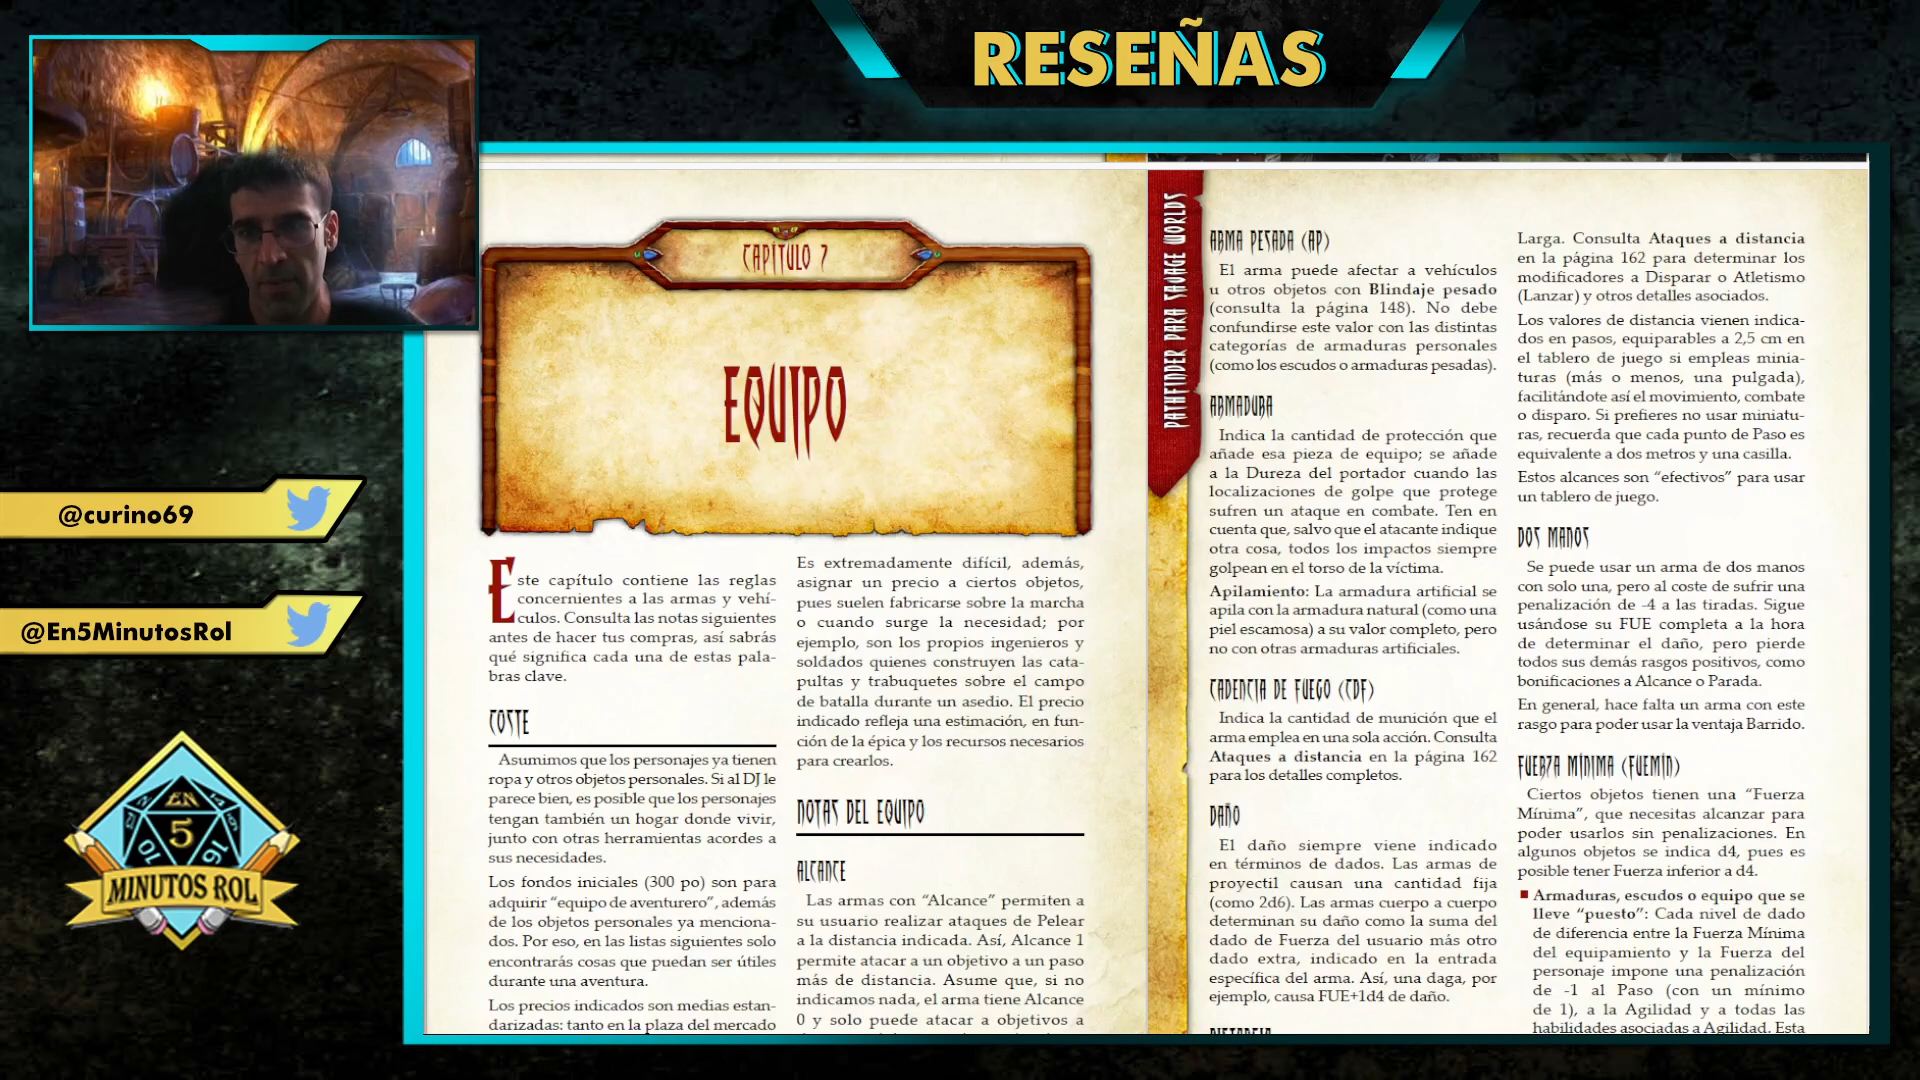 RESEÑAS
@curino69
@En5MinutosRol
EN
5
MINUTOS ROL
CAPÍTULO 7
EQUIPO
Este capítulo contiene las reglas
concernientes a las armas y vehí-
culos. Consulta las notas siguientes
antes de hacer tus compras, así sabrás
qué significa cada una de estas pala-
bras clave.
COSTE
Asumimos que los personajes ya tienen
ropa y otros objetos personales. Si al DJ le
parece bien, es posible que los personajes
tengan también un hogar donde vivir,
junto con otras herramientas acordes a
sus necesidades.
Los fondos iniciales (300 po) son para
adquirir “equipo de aventurero”, además
de los objetos personales ya menciona-
dos. Por eso, en las listas siguientes solo
encontrarás cosas que puedan ser útiles
durante una aventura.
Los precios indicados son medias estan-
darizadas: tanto en la plaza del mercado
Es extremadamente difícil, además,
asignar un precio a ciertos objetos,
pues suelen fabricarse sobre la marcha
o cuando surge la necesidad; por
ejemplo, son los propios ingenieros y
soldados quienes construyen las cata-
pultas y trabuquetes sobre el campo
de batalla durante un asedio. El precio
indicado refleja una estimación, en fun-
ción de la épica y los recursos necesarios
para crearlos.
NOTAS DEL EQUIPO
ALCANCE
Las armas con “Alcance” permiten a
su usuario realizar ataques de Pelear
a la distancia indicada. Así, Alcance 1
permite atacar a un objetivo a un paso
más de distancia. Asume que, si no
indicamos nada, el arma tiene Alcance
0 y solo puede atacar a objetivos a
PATHFINDER PARA SAVAGE WORLDS
ARMA PESADA (AP)
El arma puede afectar a vehículos
u otros objetos con Blindaje pesado
(consulta la página 148). No debe
confundirse este valor con las distintas
categorías de armaduras personales
(como los escudos o armaduras pesadas).
ARMADURA
Indica la cantidad de protección que
añade esa pieza de equipo; se añade
a la Dureza del portador cuando las
localizaciones de golpe que protege
sufren un ataque en combate. Ten en
cuenta que, salvo que el atacante indique
otra cosa, todos los impactos siempre
golpean en el torso de la víctima.
Apilamiento: La armadura artificial se
apila con la armadura natural (como una
piel escamosa) a su valor completo, pero
no con otras armaduras artificiales.
CADENCIA DE FUEGO (CDF)
Indica la cantidad de munición que el
arma emplea en una sola acción. Consulta
Ataques a distancia en la página 162
para los detalles completos.
DAÑO
El daño siempre viene indicado
en términos de dados. Las armas de
proyectil causan una cantidad fija
(como 2d6). Las armas cuerpo a cuerpo
determinan su daño como la suma del
dado de Fuerza del usuario más otro
dado extra, indicado en la entrada
específica del arma. Así, una daga, por
ejemplo, causa FUE+1d4 de daño.
DISTANCIA
Larga. Consulta Ataques a distancia
en la página 162 para determinar los
modificadores a Disparar o Atletismo
(Lanzar) y otros detalles asociados.
Los valores de distancia vienen indica-
dos en pasos, equiparables a 2,5 cm en
el tablero de juego si empleas minia-
turas (más o menos, una pulgada),
facilitándote así el movimiento, combate
o disparo. Si prefieres no usar miniatu-
ras, recuerda que cada punto de Paso es
equivalente a dos metros y una casilla.
Estos alcances son “efectivos” para usar
un tablero de juego.
DOS MANOS
Se puede usar un arma de dos manos
con solo una, pero al coste de sufrir una
penalización de -4 a las tiradas. Sigue
usándose su FUE completa a la hora
de determinar el daño, pero pierde
todos sus demás rasgos positivos, como
bonificaciones a Alcance o Parada.
En general, hace falta un arma con este
rasgo para poder usar la ventaja Barrido.
FUERZA MÍNIMA (FUEMÍN)
Ciertos objetos tienen una “Fuerza
Mínima”, que necesitas alcanzar para
poder usarlos sin penalizaciones. En
algunos objetos se indica d4, pues es
posible tener Fuerza inferior a d4.
■ Armaduras, escudos o equipo que se
lleve “puesto”: Cada nivel de dado
de diferencia entre la Fuerza Mínima
del equipamiento y la Fuerza del
personaje impone una penalización
de -1 al Paso (con un mínimo
de 1), a la Agilidad y a todas las
habilidades asociadas a Agilidad. Esta